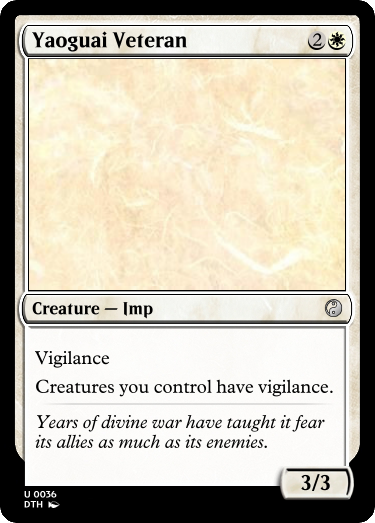 Yaoguai Veteran 2
Creature — Imp
Vigilance
Creatures you control have vigilance.
Years of divine war have taught it fear
its allies as much as its enemies.
3/3
U 0036
DTH